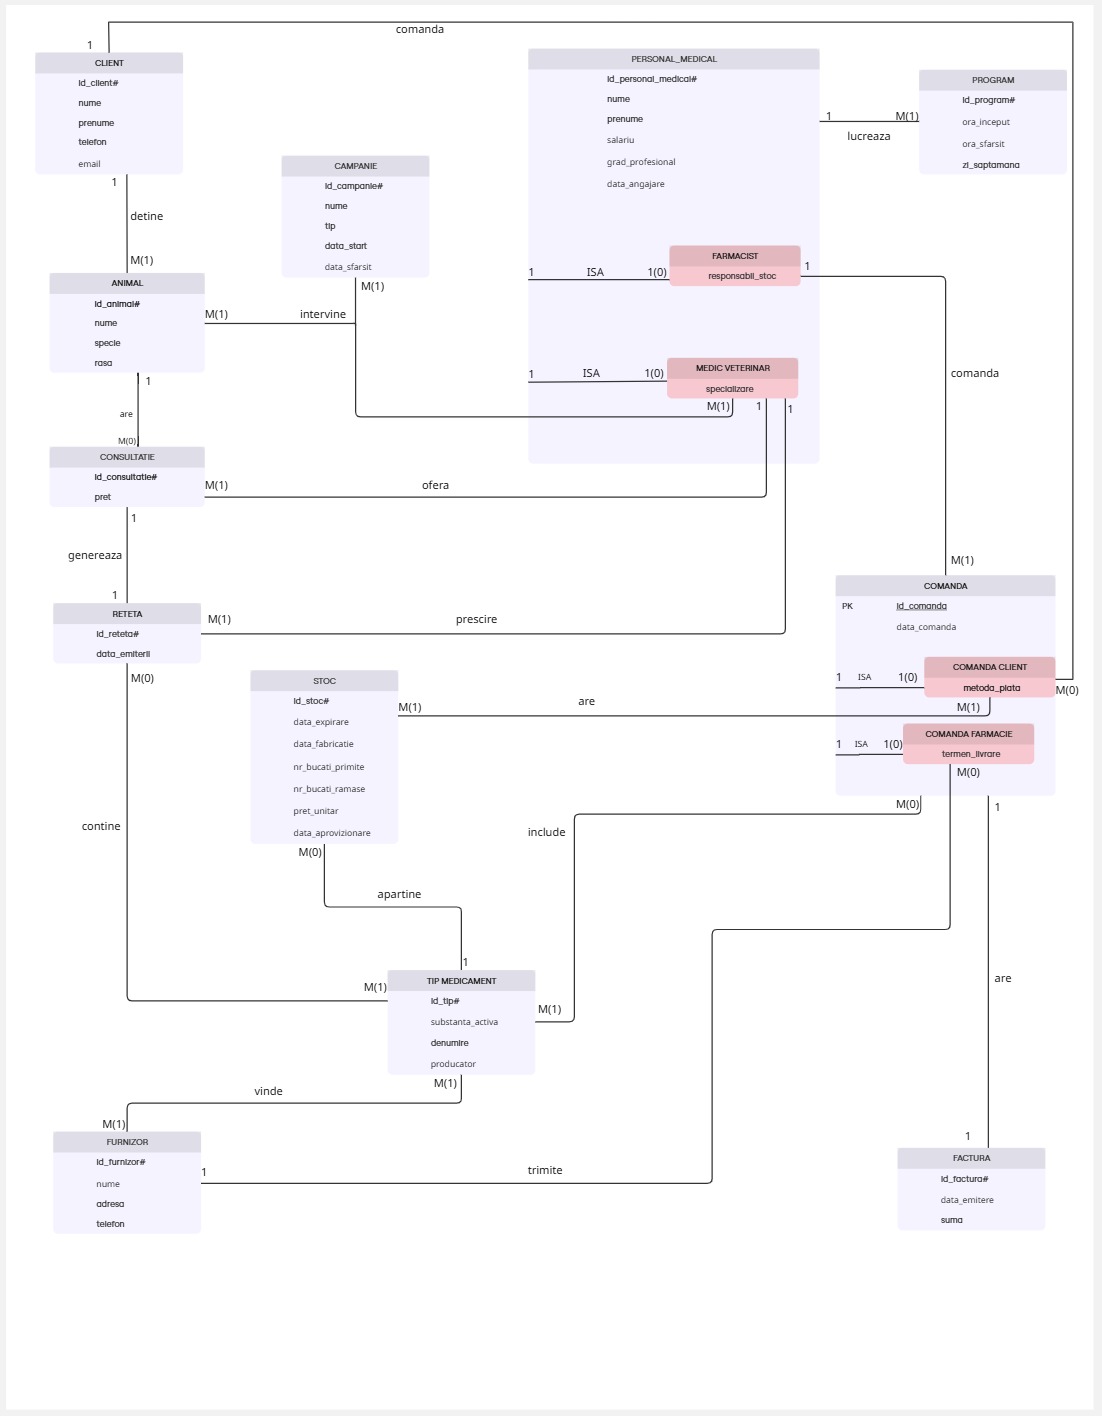 comanda
1
CLIENT
id_client#
nume
prenume
telefon
email
1
detine
M(1)
PERSONAL_MEDICAL
id_personal_medical#
nume
prenume
salariu
grad_profesional
data_angajare
1
M(1)
lucreaza
PROGRAM
id_program#
ora_inceput
ora_sfarsit
zi_saptamana
CAMPANIE
id_campanie#
nume
tip
data_start
data_sfarsit
M(1)
ANIMAL
id_animal#
nume
specie
rasa
M(1)
intervine
1
ISA
1(0)
FARMACIST
responsabil_stoc
1
comanda
M(1)
1
ISA
1(0)
MEDIC VETERINAR
specializare
M(1)
1
1
1
are
M(0)
CONSULTATIE
id_consultatie#
pret
M(1)
ofera
1
genereaza
1
RETETA
id_reteta#
data_emiterii
M(1)
prescire
M(0)
COMANDA
PK
id_comanda
data_comanda
COMANDA CLIENT
metoda_plata
1
ISA
1(0)
M(0)
M(1)
COMANDA FARMACIE
termen_livrare
1
ISA
1(0)
M(0)
STOC
id_stoc#
data_expirare
data_fabricatie
nr_bucati_primite
nr_bucati_ramase
pret_unitar
data_aprovizionare
M(1)
are
M(0)
1
contine
include
M(0)
apartine
1
M(1)
TIP MEDICAMENT
id_tip#
substanta_activa
denumire
producator
M(1)
are
M(1)
vinde
M(1)
FURNIZOR
id_furnizor#
nume
adresa
telefon
1
trimite
1
FACTURA
id_factura#
data_emitere
suma